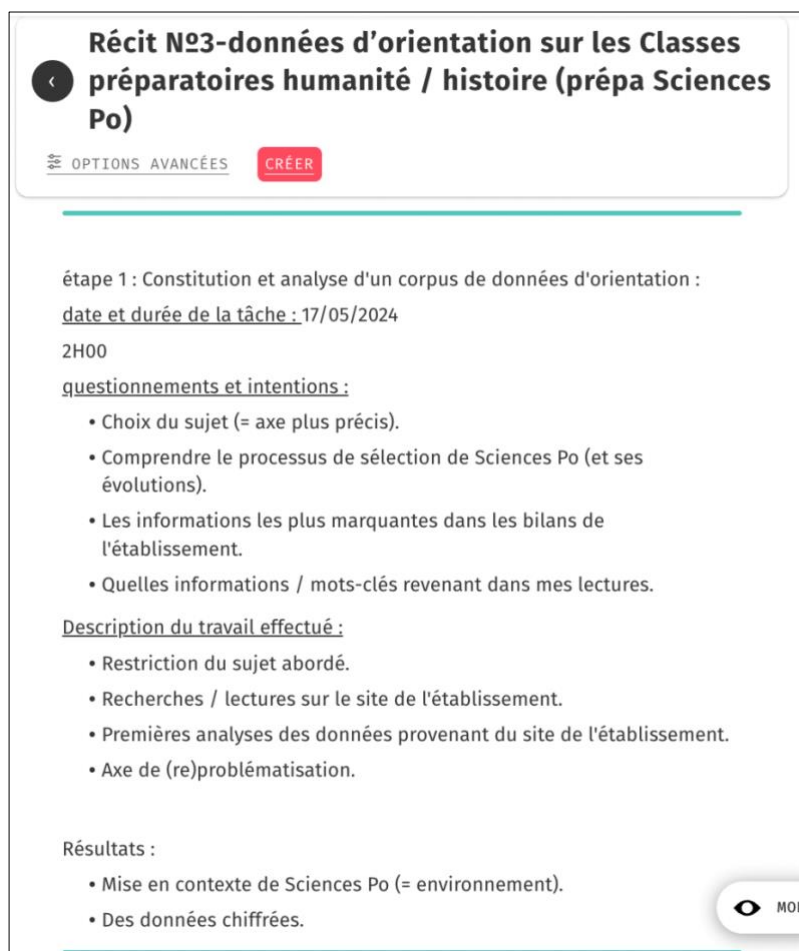 Récit Nº3-données d’orientation sur les Classes
préparatoires humanité / histoire (prépa Sciences
Po)
OPTIONS AVANCÉES CRÉER
étape 1 : Constitution et analyse d'un corpus de données d'orientation :
date et durée de la tâche : 17/05/2024
2H00
questionnements et intentions :
• Choix du sujet (= axe plus précis).
• Comprendre le processus de sélection de Sciences Po (et ses
évolutions).
• Les informations les plus marquantes dans les bilans de
l'établissement.
• Quelles informations / mots-clés revenant dans mes lectures.
Description du travail effectué :
• Restriction du sujet abordé.
• Recherches / lectures sur le site de l'établissement.
• Premières analyses des données provenant du site de l'établissement.
• Axe de (re)problématisation.
Résultats :
• Mise en contexte de Sciences Po (= environnement).
• Des données chiffrées.